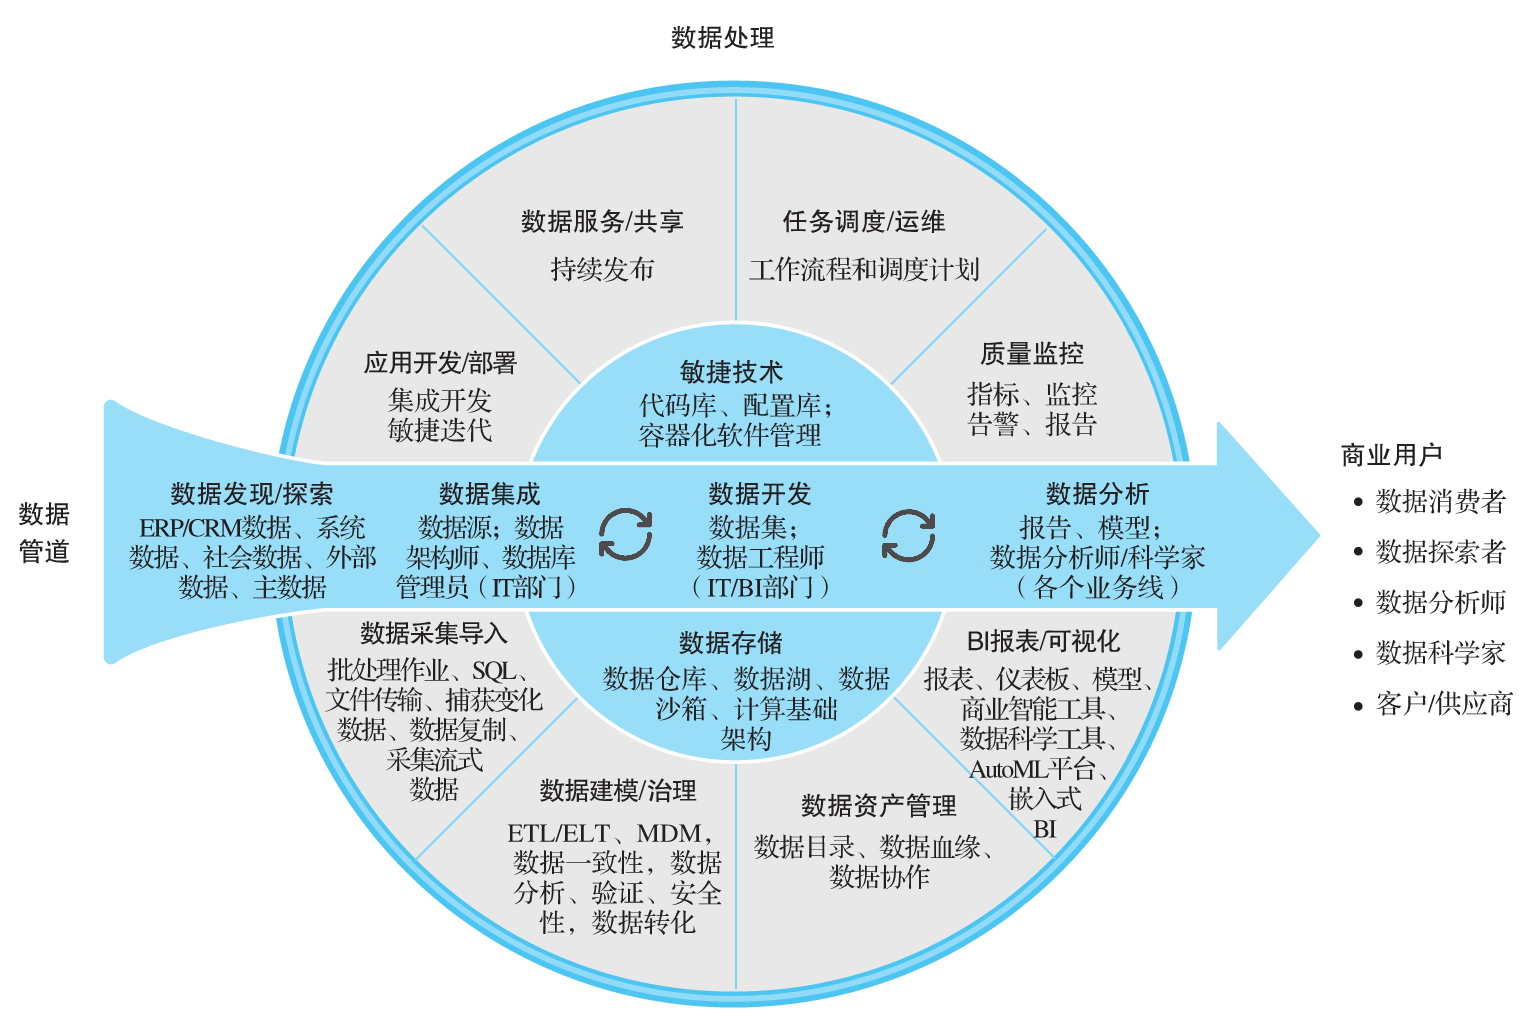 数据处理
数据服务/共享
持续发布
任务调度/运维
工作流程和调度计划
应用开发/部署
集成开发
敏捷迭代
敏捷技术
代码库、配置库；
容器化软件管理
质量监控
指标、监控
告警、报告
数据
管道
数据发现/探索
ERP/CRM数据、系统
数据、社会数据、外部
数据、主数据
数据集成
数据源；数据
架构师、数据库
管理员（IT部门）
数据开发
数据集；
数据工程师
（IT/BI部门）
数据分析
报告、模型；
数据分析师/科学家
（各个业务线）
商业用户
• 数据消费者
• 数据探索者
• 数据分析师
• 数据科学家
• 客户/供应商
数据采集导入
批处理作业、SQL、
文件传输、捕获变化
数据、数据复制、
采集流式
数据
数据存储
数据仓库、数据湖、数据
沙箱、计算基础
架构
BI报表/可视化
报表、仪表板、模型、
商业智能工具、
数据科学工具、
AutoML平台、
嵌入式
BI
数据建模/治理
ETL/ELT、MDM，
数据一致性，数据
分析、验证、安全
性，数据转化
数据资产管理
数据目录、数据血缘、
数据协作